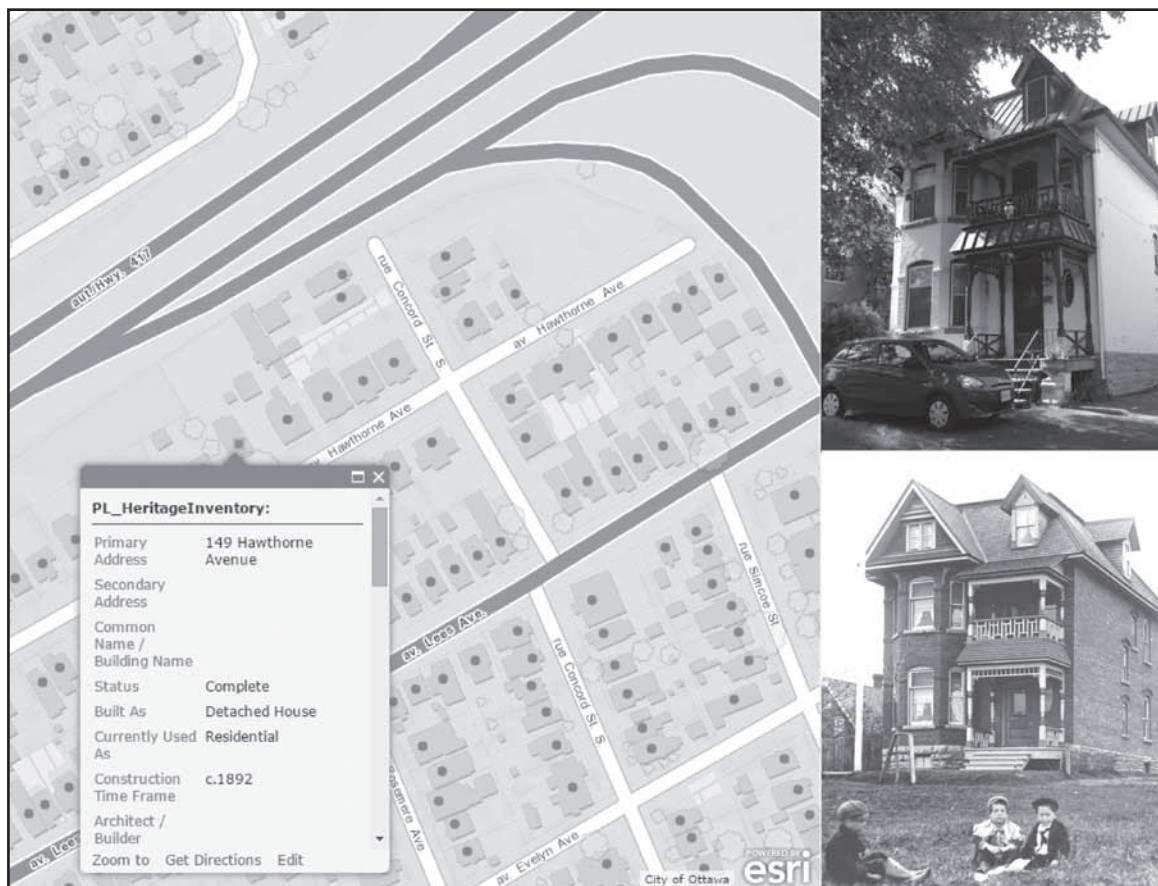 aut. Hwy. 417
rue Concord St. S
av Hawthorne Ave
Hawthorne Ave
PL_HeritageInventory:
Primary Address
149 Hawthorne Avenue
Secondary Address
Common Name / Building Name
Status
Complete
Built As
Detached House
Currently Used As
Residential
Construction Time Frame
c.1892
Architect / Builder
Zoom to Get Directions Edit
av. Lees Ave.
rue Simcoe St
rue Concord St. S
av. Lees
Ave
av Evelyn Ave
City of Ottawa
POWERED BY
esri